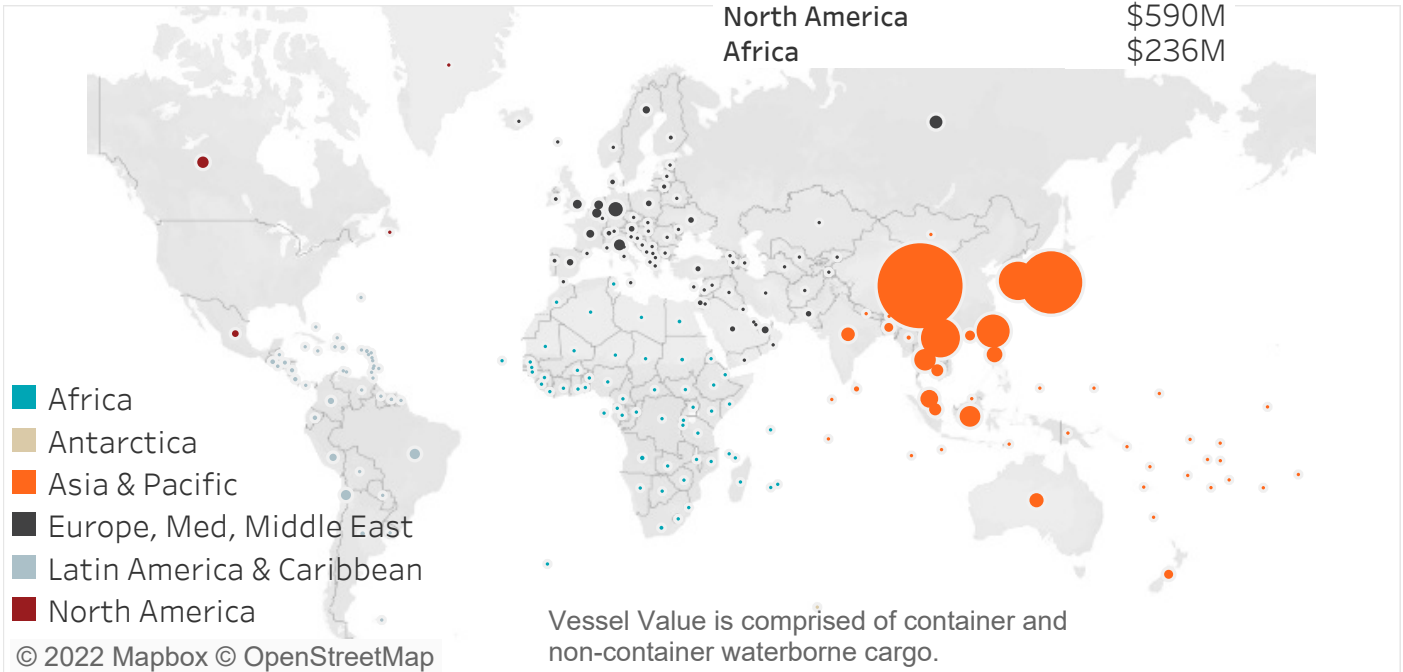 North America $590M
Africa $236M
Africa
Antarctica
Asia & Pacific
Europe, Med, Middle East
Latin America & Caribbean
North America
Vessel Value is comprised of container and
non-container waterborne cargo.
© 2022 Mapbox © OpenStreetMap